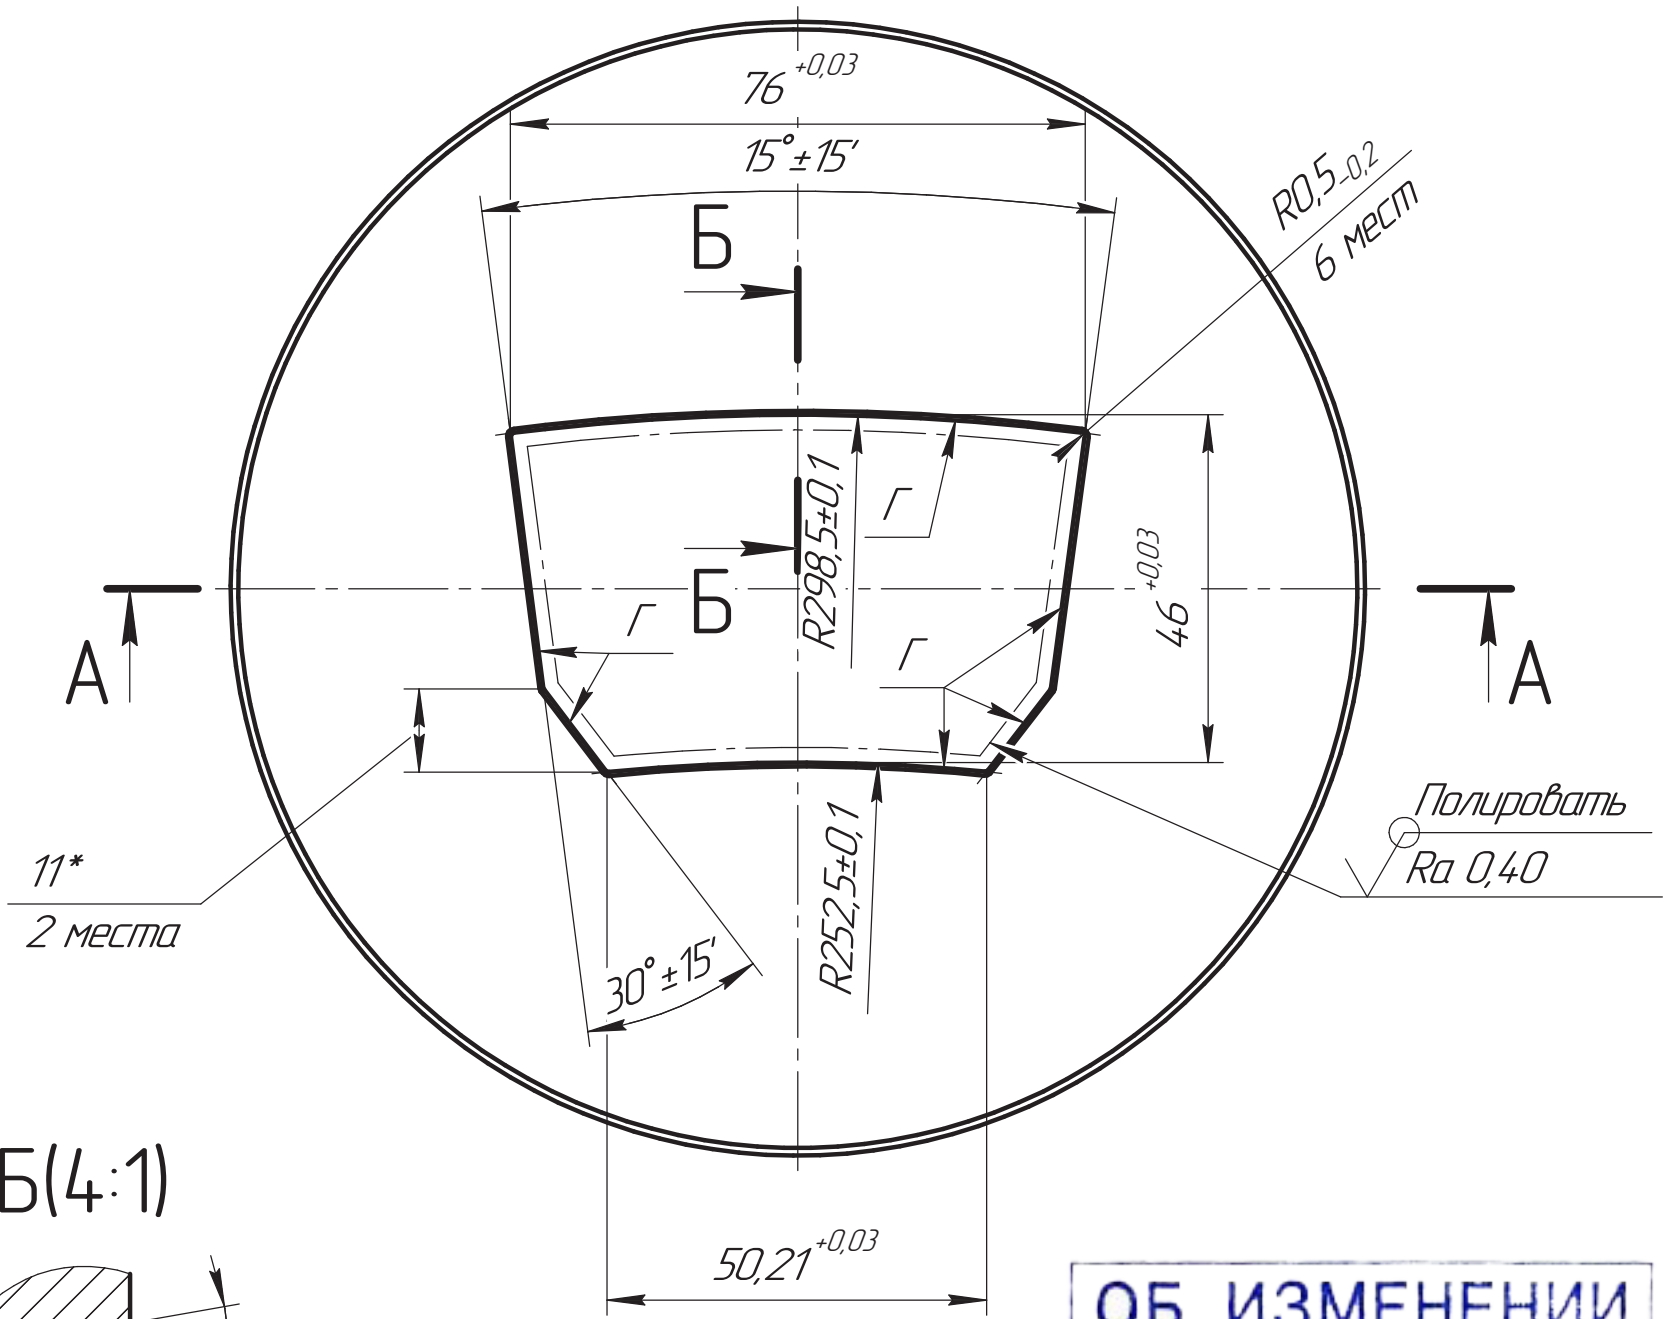 76 +0,03
15°±15'
R0,5-0,2
6 мест
Б
Г
R298,5±0,1
46 +0,03
Б
Г
Г
А
А
11*
2 места
Полировать
Ra 0,40
R252,5±0,1
30°±15'
Б(4:1)
50,21+0,03
ОБ ИЗМЕНЕНИИ